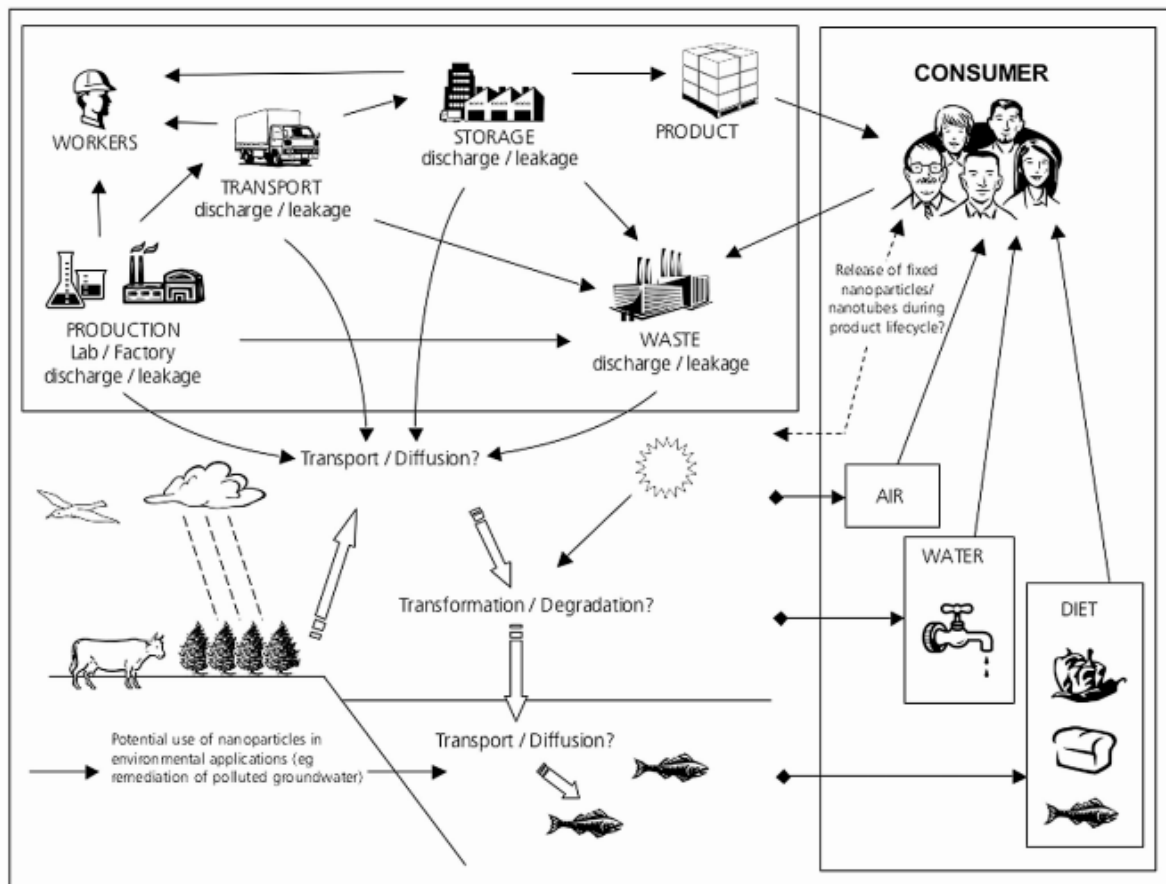 WORKERS
TRANSPORT
discharge / leakage
STORAGE
discharge / leakage
PRODUCT
PRODUCTION
Lab / Factory
discharge / leakage
WASTE
discharge / leakage
CONSUMER
Release of fixed
nanoparticles/
nanotubes during
product lifecycle?
Transport / Diffusion?
AIR
WATER
DIET
Transformation / Degradation?
Potential use of nanoparticles in
environmental applications (eg
remediation of polluted groundwater)
Transport / Diffusion?